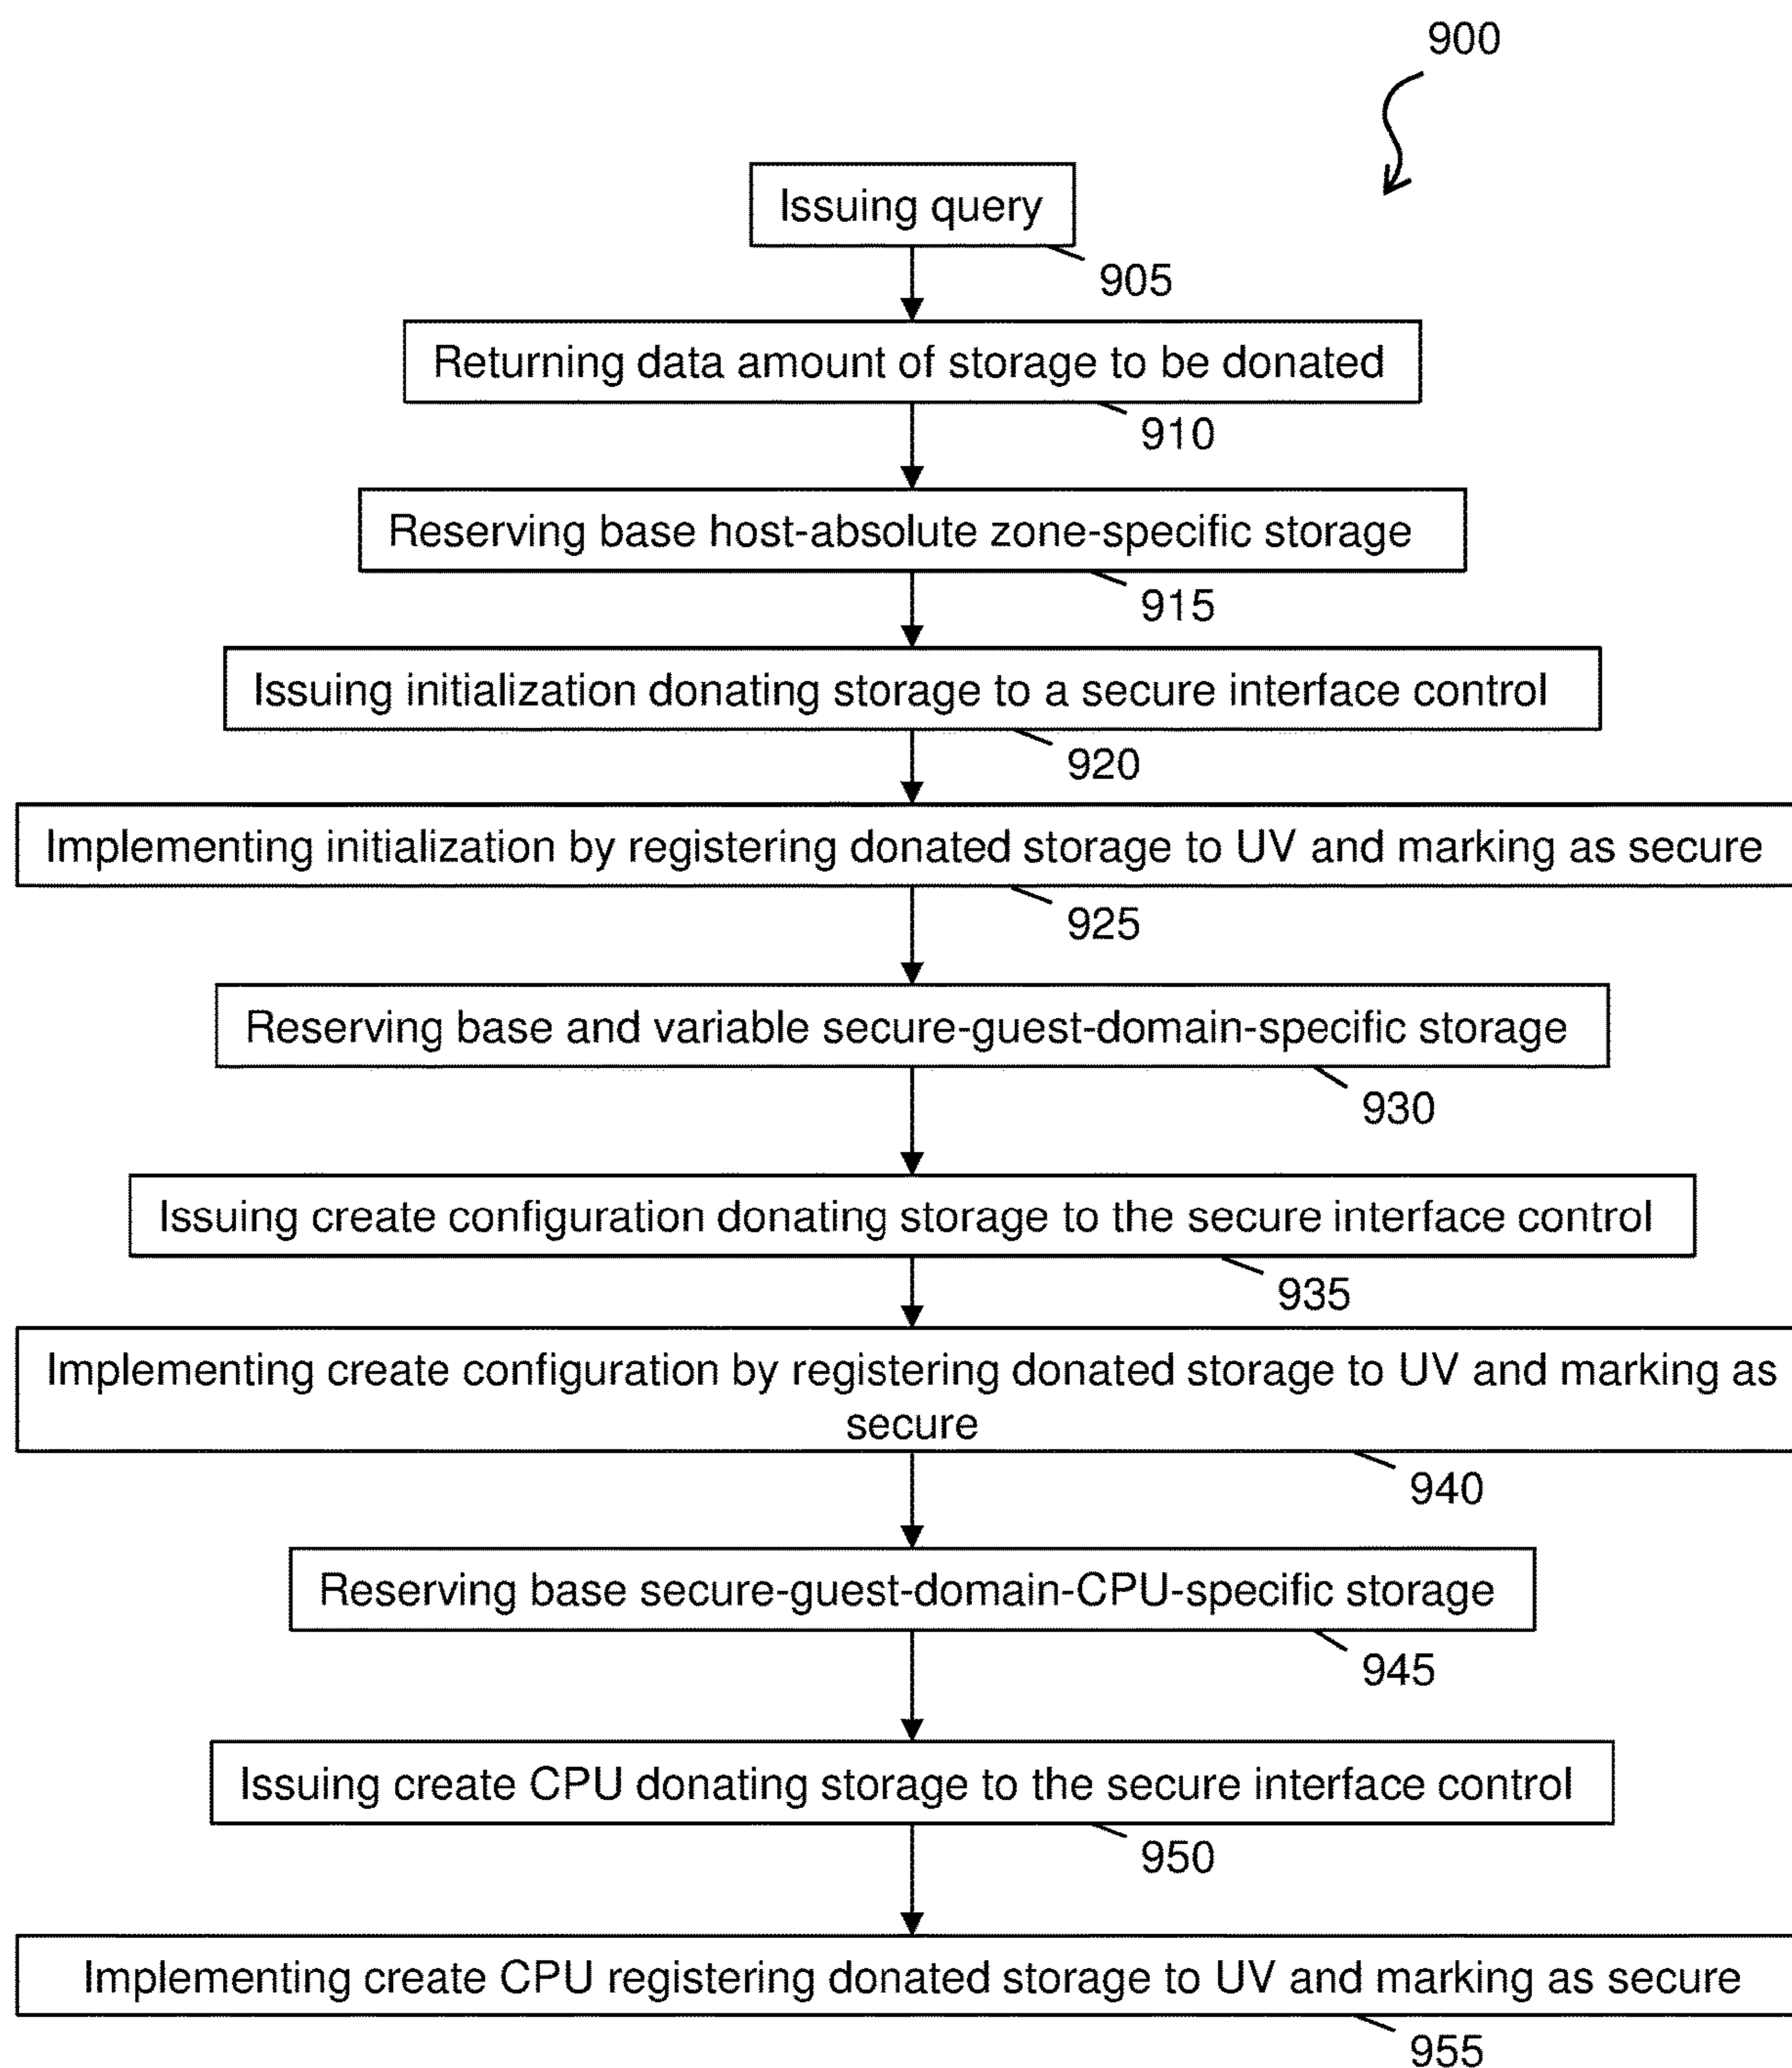 900
Issuing query
905
Returning data amount of storage to be donated
910
Reserving base host-absolute zone-specific storage
915
Issuing initialization donating storage to a secure interface control
920
Implementing initialization by registering donated storage to UV and marking as secure
925
Reserving base and variable secure-guest-domain-specific storage
930
Issuing create configuration donating storage to the secure interface control
935
Implementing create configuration by registering donated storage to UV and marking as
secure
940
Reserving base secure-guest-domain-CPU-specific storage
945
Issuing create CPU donating storage to the secure interface control
950
Implementing create CPU registering donated storage to UV and marking as secure
955